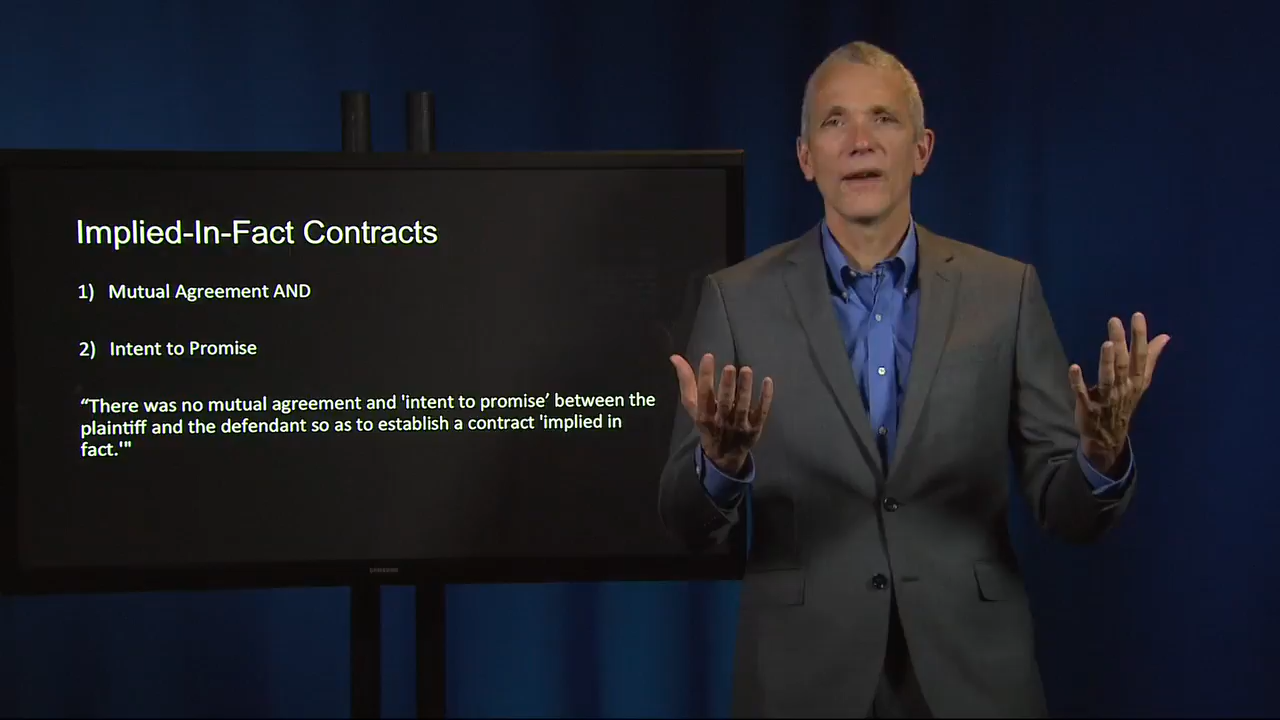 Implied-In-Fact Contracts
1) Mutual Agreement AND
2) Intent to Promise
“There was no mutual agreement and 'intent to promise’ between the
plaintiff and the defendant so as to establish a contract 'implied in
fact.'"
SAMSUNG